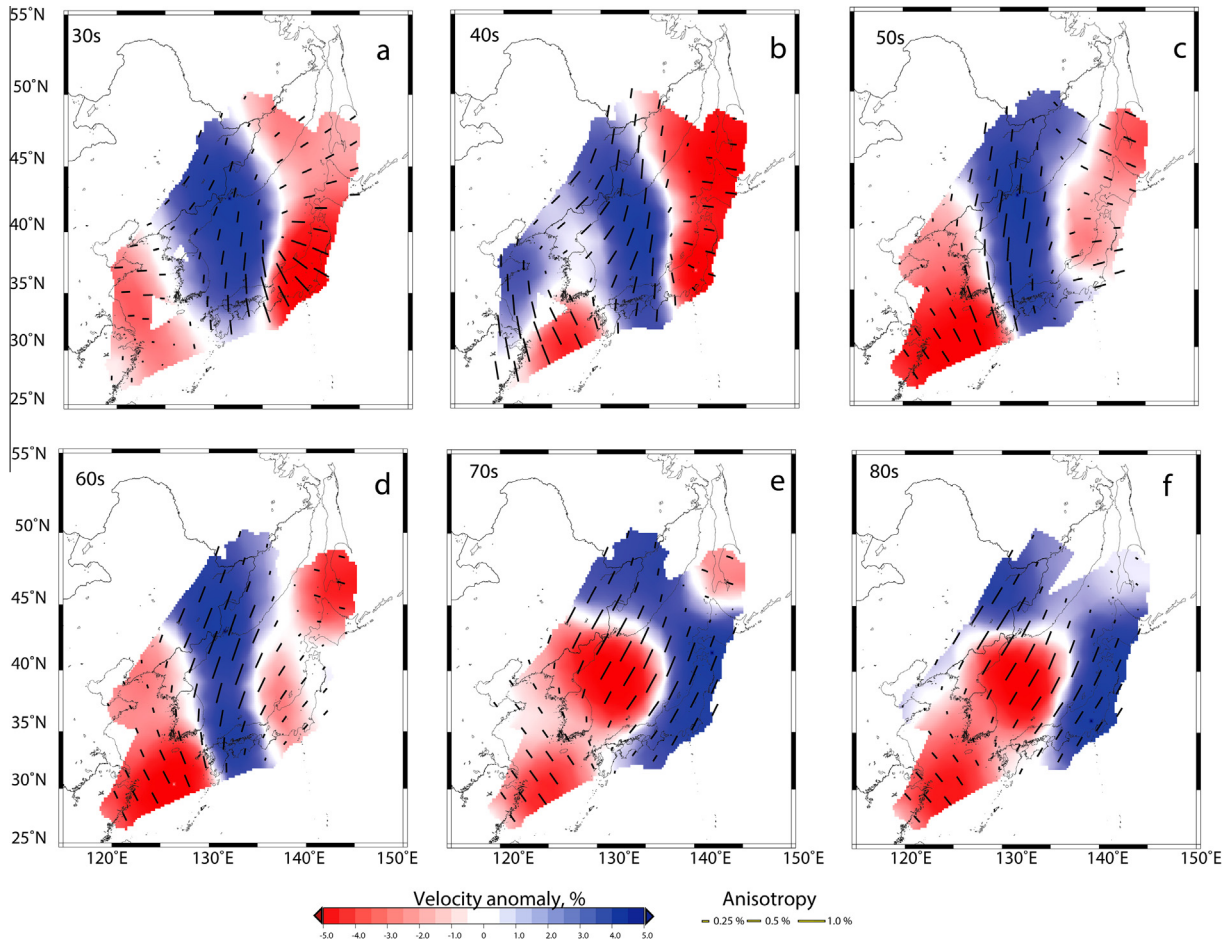 30s a
40s b
50s c
55°N
50°N
45°N
40°N
35°N
30°N
25°N
60s d
70s e
80s f
55°N
50°N
45°N
40°N
35°N
30°N
25°N
120°E 130°E 140°E 150°E
120°E 130°E 140°E 150°E
120°E 130°E 140°E 150°E
Velocity anomaly, %
-5.0 -4.0 -3.0 -2.0 -1.0 0 1.0 2.0 3.0 4.0 5.0
Anisotropy
0.25 % 0.5 % 1.0 %